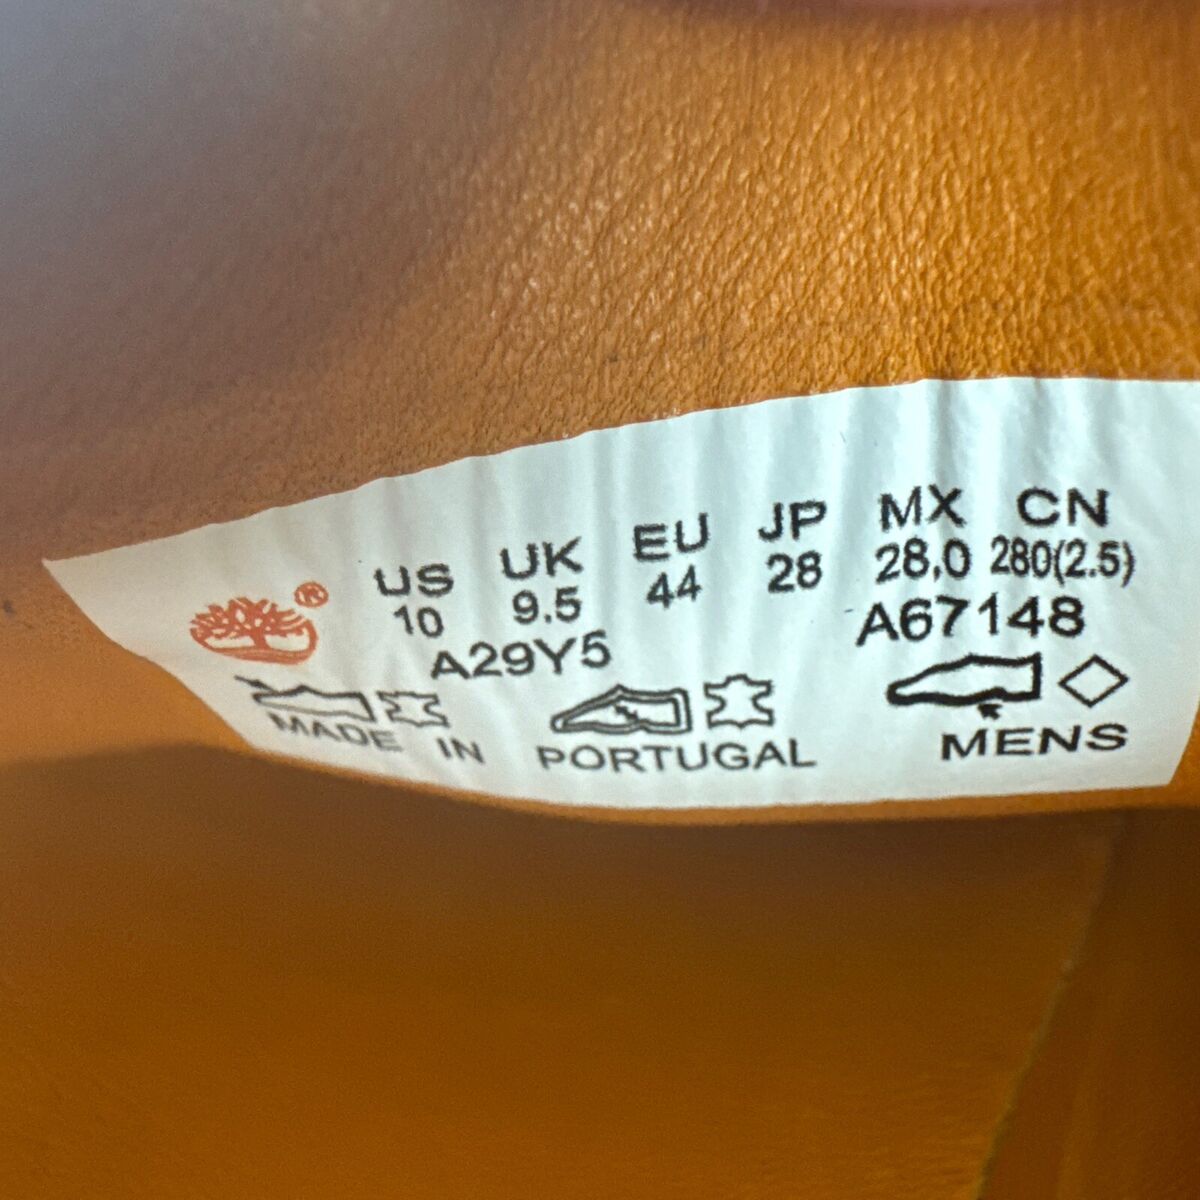 US UK EU JP MX CN
10 9.5 44 28 28.0 280(2.5)
A29Y5 A67148
MADE IN PORTUGAL MENS